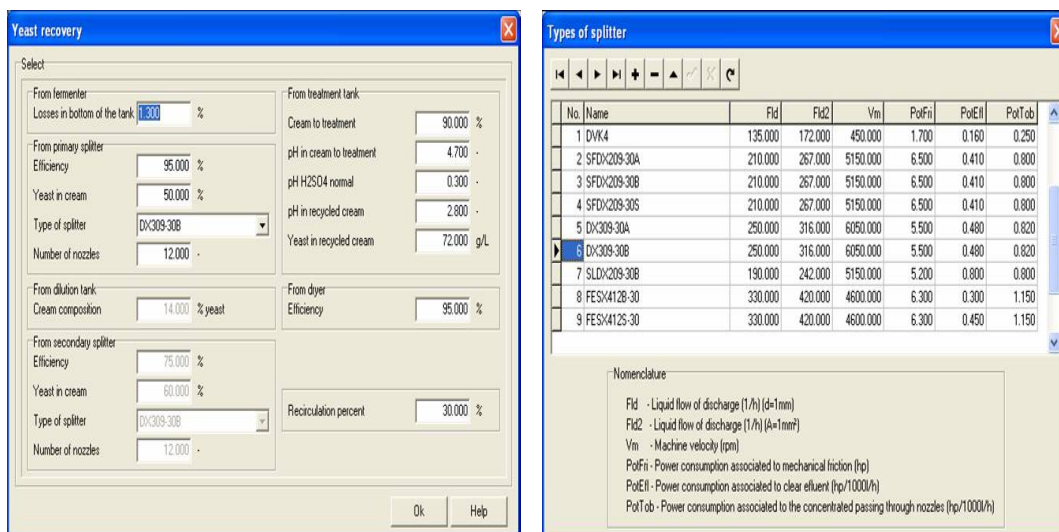 Yeast recovery
Select
From fermenter
Losses in bottom of the tank 1.300 %
From primary splitter
Efficiency 95.000 %
Yeast in cream 50.000 %
Type of splitter DX309-30B
Number of nozzles 12.000 -
From dilution tank
Cream composition 14.000 % yeast
From secondary splitter
Efficiency 75.000 %
Yeast in cream 60.000 %
Type of splitter DX309-30B
Number of nozzles 12.000 -
From treatment tank
Cream to treatment 90.000 %
pH in cream to treatment 4.700 -
pH H2SO4 normal 0.300 -
pH in recycled cream 2.800 -
Yeast in recycled cream 72.000 g/L
From dryer
Efficiency 95.000 %
Recirculation percent 30.000 %
Ok Help
Types of splitter
No. Name Fld Fld2 Vm PotFri PotEfl PotTob
1 DVK4 135.000 172.000 450.000 1.700 0.160 0.250
2 SFDX209-30A 210.000 267.000 5150.000 6.500 0.410 0.800
3 SFDX209-30B 210.000 267.000 5150.000 6.500 0.410 0.800
4 SFDX209-30S 210.000 267.000 5150.000 6.500 0.410 0.800
5 DX309-30A 250.000 316.000 6050.000 5.500 0.480 0.820
6 DX309-30B 250.000 316.000 6050.000 5.500 0.480 0.820
7 SLDX209-30B 190.000 242.000 5150.000 5.200 0.800 0.800
8 FESX412B-30 330.000 420.000 4600.000 6.300 0.300 1.150
9 FESX412S-30 330.000 420.000 4600.000 6.300 0.450 1.150
Nomenclature
Fld - Liquid flow of discharge (1/h) (d=1mm)
Fld2 - Liquid flow of discharge (1/h) (A=1mm²)
Vm - Machine velocity (rpm)
PotFri - Power consumption associated to mechanical friction (hp)
PotEfl - Power consumption associated to clear efluent (hp/1000l/h)
PotTob - Power consumption associated to the concentrated passing through nozzles (hp/1000l/h)